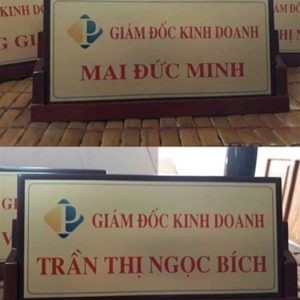 P GIÁM ĐỐC KINH DOANH
MAI ĐỨC MINH
P GIÁM ĐỐC KINH DOANH
TRẦN THỊ NGỌC BÍCH